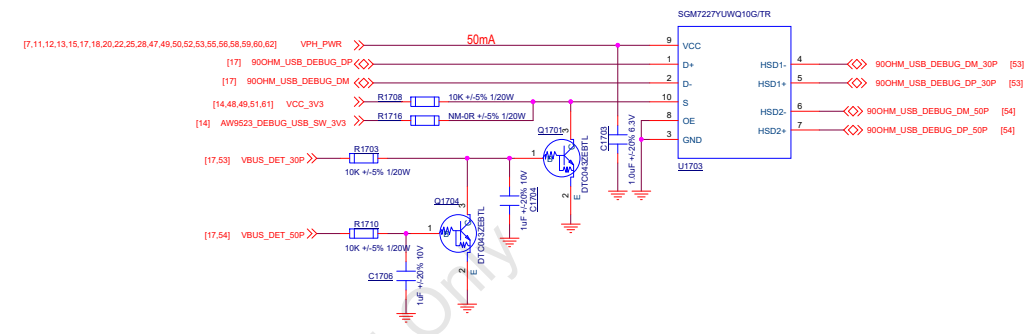 SGM7227YUWQ10G/TR
[7,11,12,13,15,17,18,20,22,25,28,47,49,50,52,53,55,56,58,59,60,62] VPH_PWR 50mA 9 VCC
[17] 90OHM_USB_DEBUG_DP 1 D+ HSD1- 4 90OHM_USB_DEBUG_DM_30P [53]
[17] 90OHM_USB_DEBUG_DM 2 D- HSD1+ 5 90OHM_USB_DEBUG_DP_30P [53]
[14,48,49,51,61] VCC_3V3 R1708 10K +/-5% 1/20W 10 S HSD2- 6 90OHM_USB_DEBUG_DM_50P [54]
[14] AW9523_DEBUG_USB_SW_3V3 R1716 NM-0R +/-5% 1/20W 8 OE HSD2+ 7 90OHM_USB_DEBUG_DP_50P [54]
3 GND
U1703
Q1701 3 1 2 E DTC043ZEBTL
C1703 1.0uF +/-20% 6.3V
[17,53] VBUS_DET_30P R1703 10K +/-5% 1/20W
Q1704 3 C 1 2 E DTC043ZEBTL
1uF +/-20% 10V C1704
[17,54] VBUS_DET_50P R1710 10K +/-5% 1/20W
C1706 1uF +/-20% 10V
Only